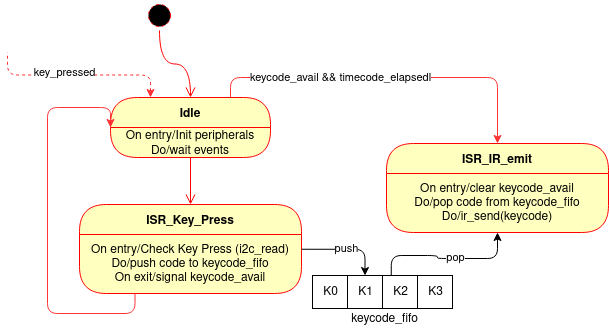 key_pressed
keycode_avail && timecode_elapsedl
Idle
On entry/Init peripherals
Do/wait events
ISR_IR_emit
On entry/clear keycode_avail
Do/pop code from keycode_fifo
Do/ir_send(keycode)
ISR_Key_Press
On entry/Check Key Press (i2c_read)
Do/push code to keycode_fifo
On exit/signal keycode_avail
push
pop
K0 K1 K2 K3
keycode_fifo